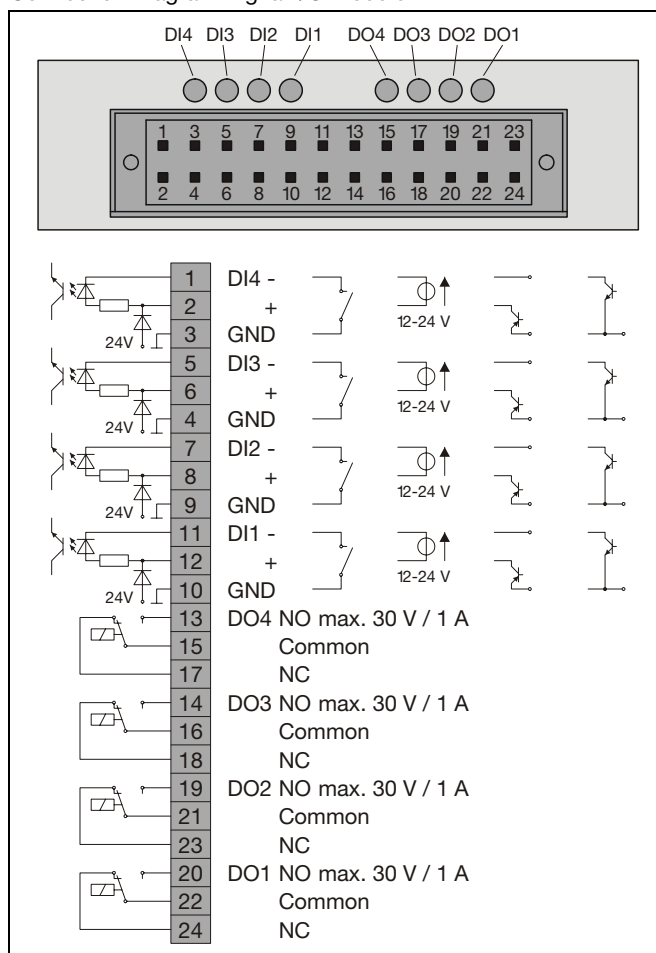 DI4 DI3 DI2 DI1 DO4 DO3 DO2 DO1
1 3 5 7 9 11 13 15 17 19 21 23
2 4 6 8 10 12 14 16 18 20 22 24
1 DI4 -
2 + 12-24 V
24V 3 GND
5 DI3 -
6 + 12-24 V
24V 4 GND
7 DI2 -
8 + 12-24 V
24V 9 GND
11 DI1 -
12 + 12-24 V
24V 10 GND
13 DO4 NO max. 30 V / 1 A
15 Common
17 NC
14 DO3 NO max. 30 V / 1 A
16 Common
18 NC
19 DO2 NO max. 30 V / 1 A
21 Common
23 NC
20 DO1 NO max. 30 V / 1 A
22 Common
24 NC